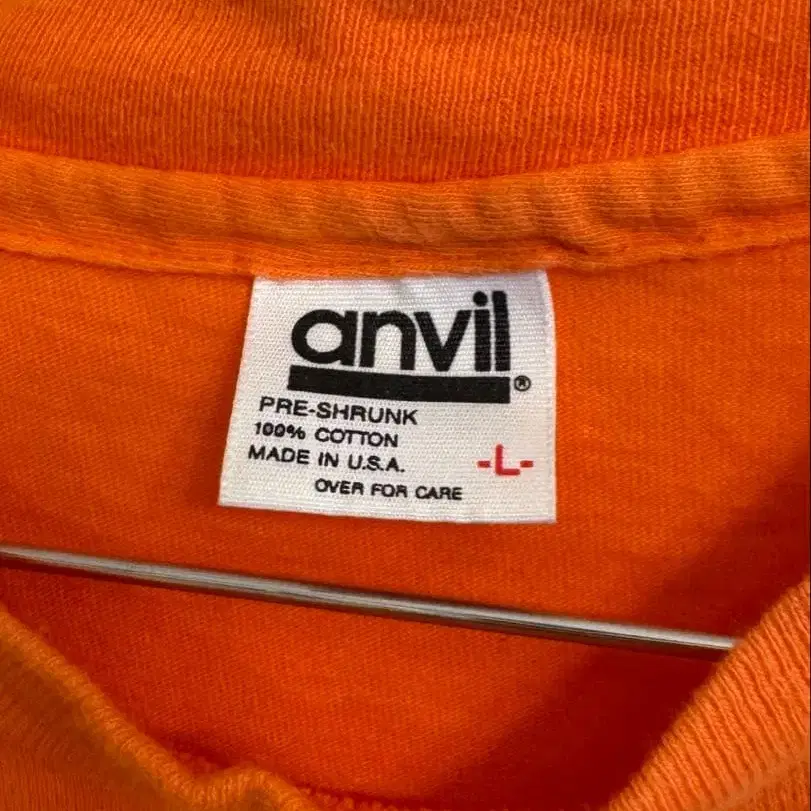 anvil®
PRE-SHRUNK
100% COTTON
MADE IN U.S.A.
-L-
OVER FOR CARE